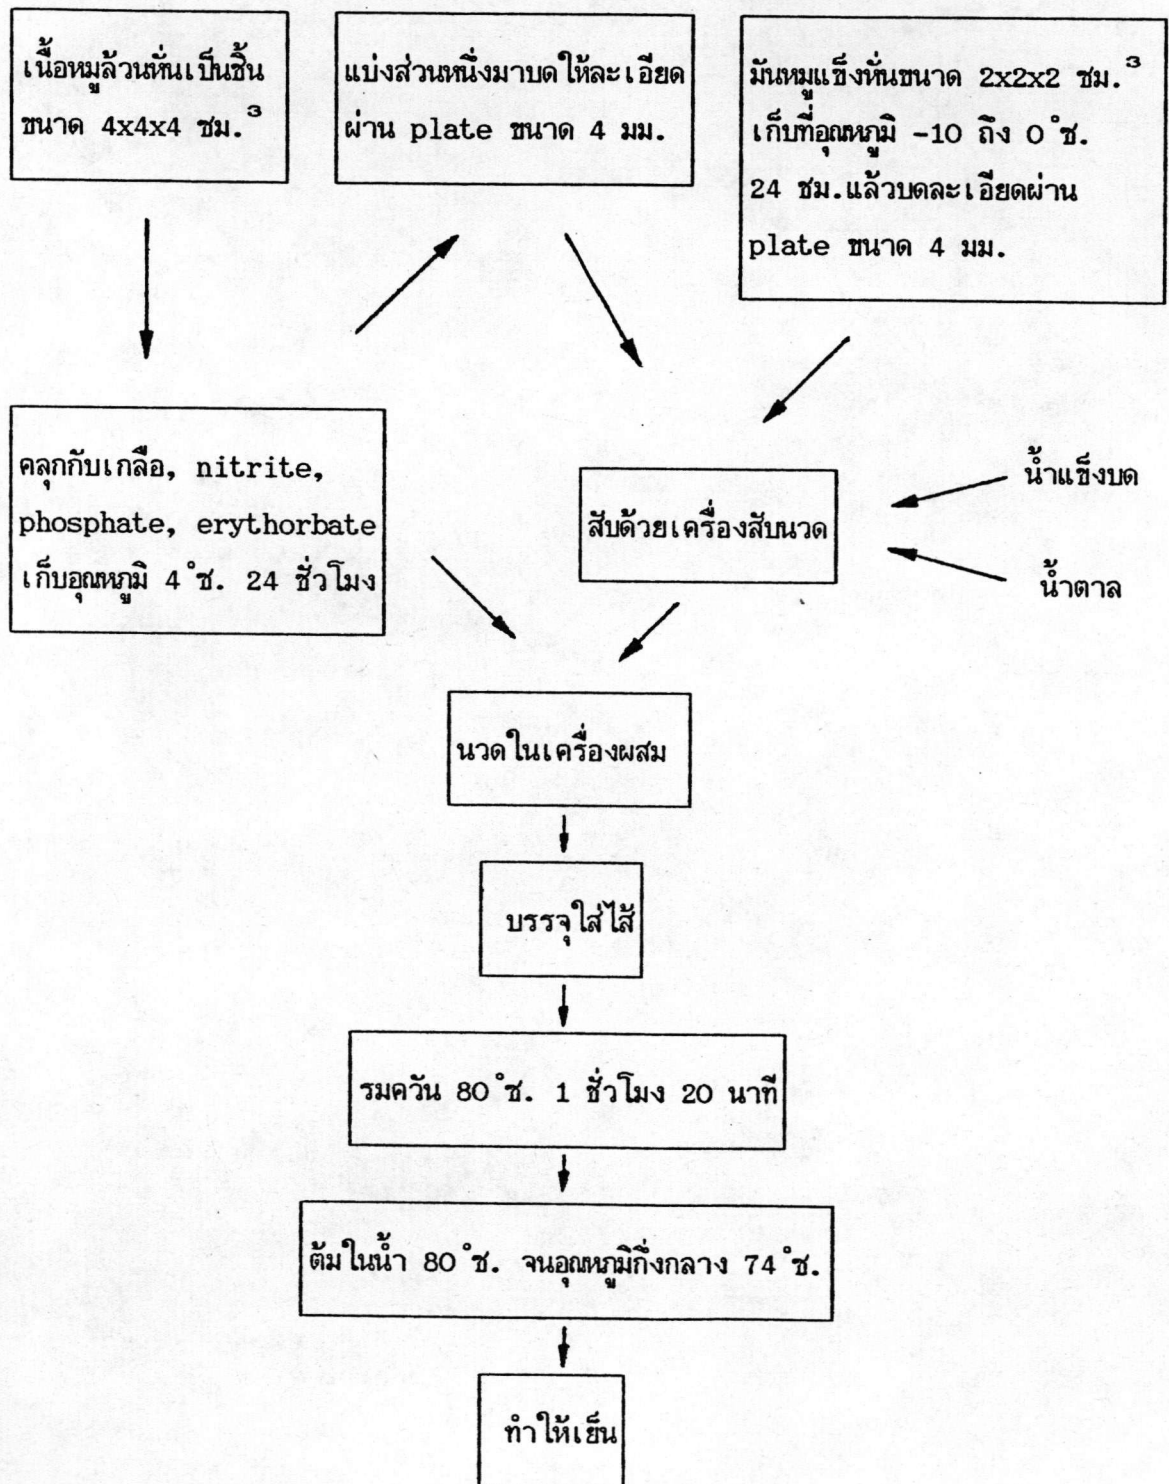 เนื้อหมูล้วนหั่นเป็นชิ้น
ขนาด 4x4x4 ซม.³
แบ่งส่วนหนึ่งมาบดให้ละเอียด
ผ่าน plate ขนาด 4 มม.
มันหมูแข็งหั่นขนาด 2x2x2 ซม.³
เก็บที่อุณหภูมิ -10 ถึง 0 °ซ.
24 ชม.แล้วบดละเอียดผ่าน
plate ขนาด 4 มม.
คลุกกับเกลือ, nitrite,
phosphate, erythorbate
เก็บอุณหภูมิ 4 °ซ. 24 ชั่วโมง
สับด้วยเครื่องสับนวด
น้ำแข็งบด
น้ำตาล
นวดในเครื่องผสม
บรรจุใส่ไส้
รมควัน 80 °ซ. 1 ชั่วโมง 20 นาที
ต้มในน้ำ 80 °ซ. จนอุณหภูมิกึ่งกลาง 74 °ซ.
ทำให้เย็น